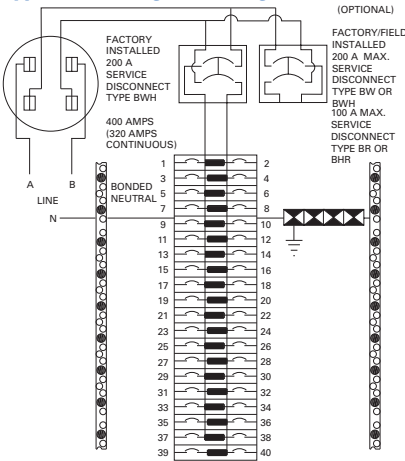 (OPTIONAL)
FACTORY
INSTALLED
200 A
SERVICE
DISCONNECT
TYPE BWH
400 AMPS
(320 AMPS
CONTINUOUS)
FACTORY/FIELD
INSTALLED
200 A MAX.
SERVICE
DISCONNECT
TYPE BW OR
BWH
100 A MAX.
SERVICE
DISCONNECT
TYPE BR OR
BHR
A B
LINE
N
BONDED
NEUTRAL
1 2
3 4
5 6
7 8
9 10
11 12
13 14
15 16
17 18
19 20
21 22
23 24
25 26
27 28
29 30
31 32
33 34
35 36
37 38
39 40